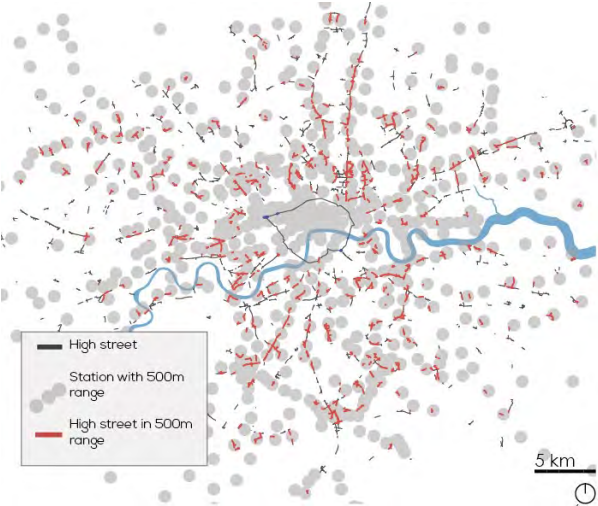 High street
Station with 500m
range
High street in 500m
range
5 km